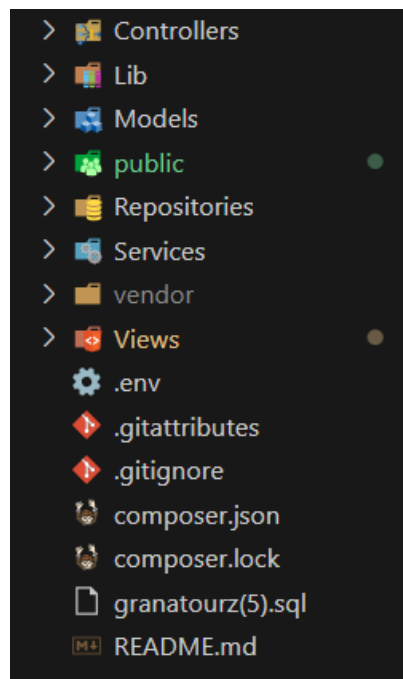 Controllers
Lib
Models
public
Repositories
Services
vendor
Views
.env
.gitattributes
.gitignore
composer.json
composer.lock
granatourz(5).sql
M↓ README.md